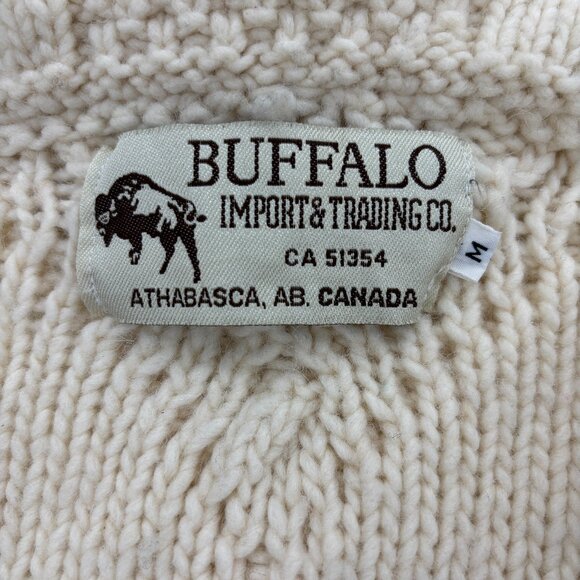 BUFFALO
IMPORT & TRADING CO.
CA 51354
ATHABASCA, AB. CANADA
M